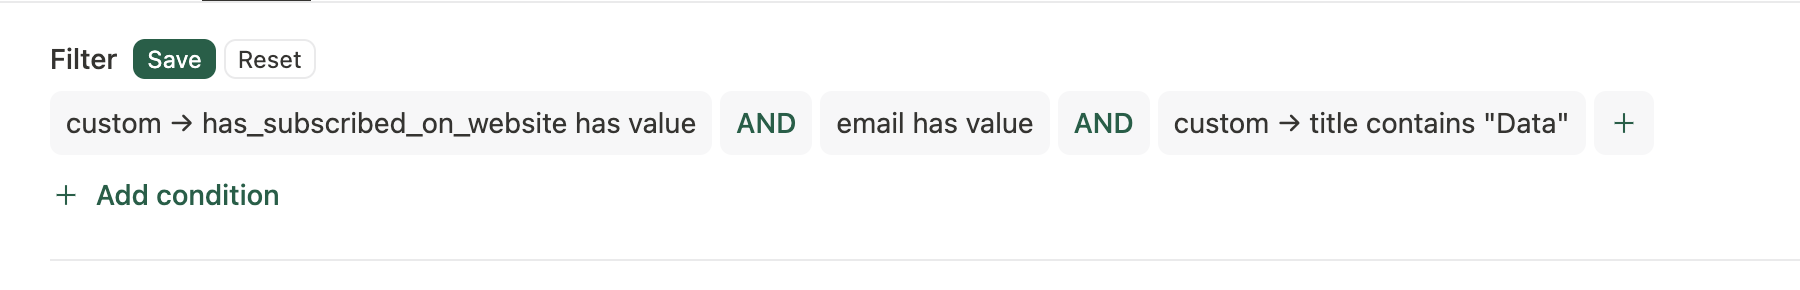 Filter Save Reset
custom → has_subscribed_on_website has value AND email has value AND custom → title contains "Data" +
+ Add condition